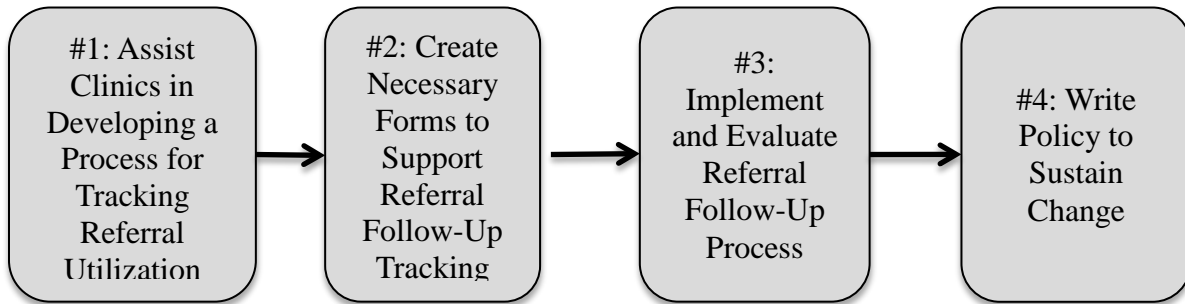 #1: Assist
Clinics in
Developing a
Process for
Tracking
Referral
Utilization
#2: Create
Necessary
Forms to
Support
Referral
Follow-Up
Tracking
#3:
Implement
and Evaluate
Referral
Follow-Up
Process
#4: Write
Policy to
Sustain
Change